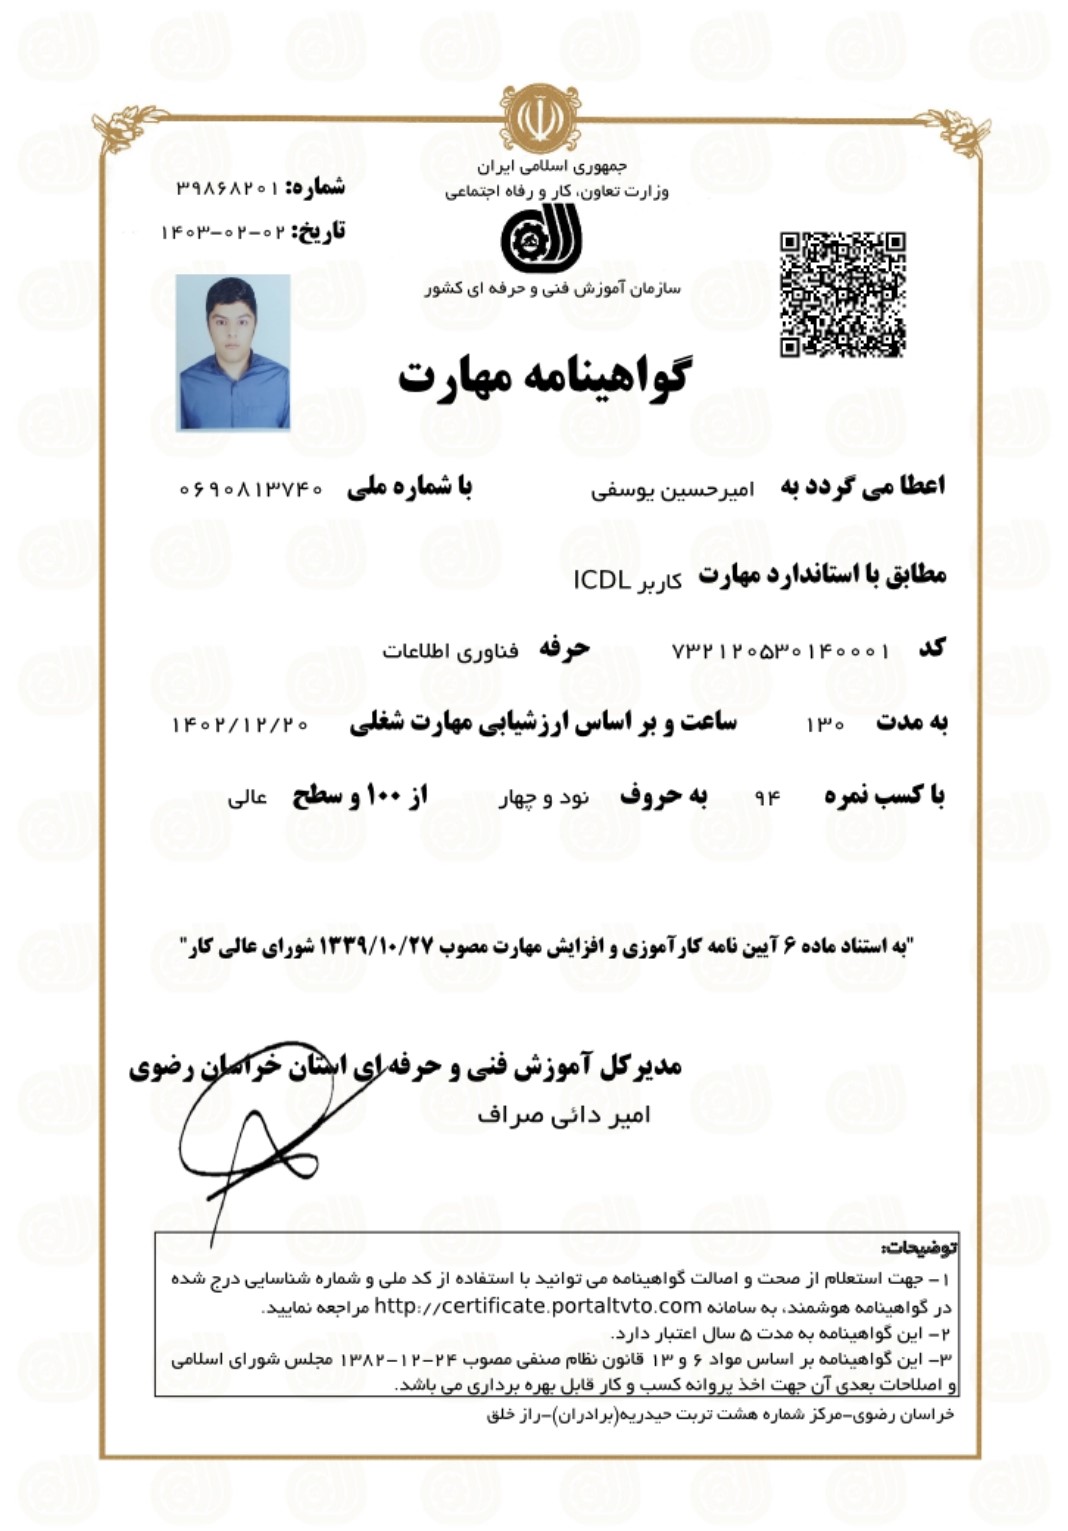 جمهوری اسلامی ایران
وزارت تعاون، کار و رفاه اجتماعی
سازمان آموزش فنی و حرفه ای کشور
شماره: ۳۹۸۶۸۲۰۱
تاریخ: ۱۴۰۳-۰۲-۰۲
گواهینامه مهارت
اعطا می گردد به امیرحسین یوسفی با شماره ملی ۰۶۹۰۸۱۳۷۴۰
مطابق با استاندارد مهارت کاربر ICDL
کد ۷۳۲۱۲۰۵۳۰۱۴۰۰۰۱ حرفه فناوری اطلاعات
به مدت ۱۳۰ ساعت و بر اساس ارزشیابی مهارت شغلی ۱۴۰۲/۱۲/۲۰
با کسب نمره ۹۴ به حروف نود و چهار از ۱۰۰ و سطح عالی
"به استناد ماده ۶ آیین نامه کارآموزی و افزایش مهارت مصوب ۱۳۳۹/۱۰/۲۷ شورای عالی کار"
مدیرکل آموزش فنی و حرفه ای استان خراسان رضوی
امیر دائی صراف
توضیحات:
۱- جهت استعلام از صحت و اصالت گواهینامه می توانید با استفاده از کد ملی و شماره شناسایی درج شده
در گواهینامه هوشمند، به سامانه http://certificate.portaltvto.com مراجعه نمایید.
۲- این گواهینامه به مدت ۵ سال اعتبار دارد.
۳- این گواهینامه بر اساس مواد ۶ و ۱۳ قانون نظام صنفی مصوب ۲۴-۱۲-۱۳۸۲ مجلس شورای اسلامی
و اصلاحات بعدی آن جهت اخذ پروانه کسب و کار قابل بهره برداری می باشد.
خراسان رضوی-مرکز شماره هشت تربت حیدریه(برادران)-راز خلق